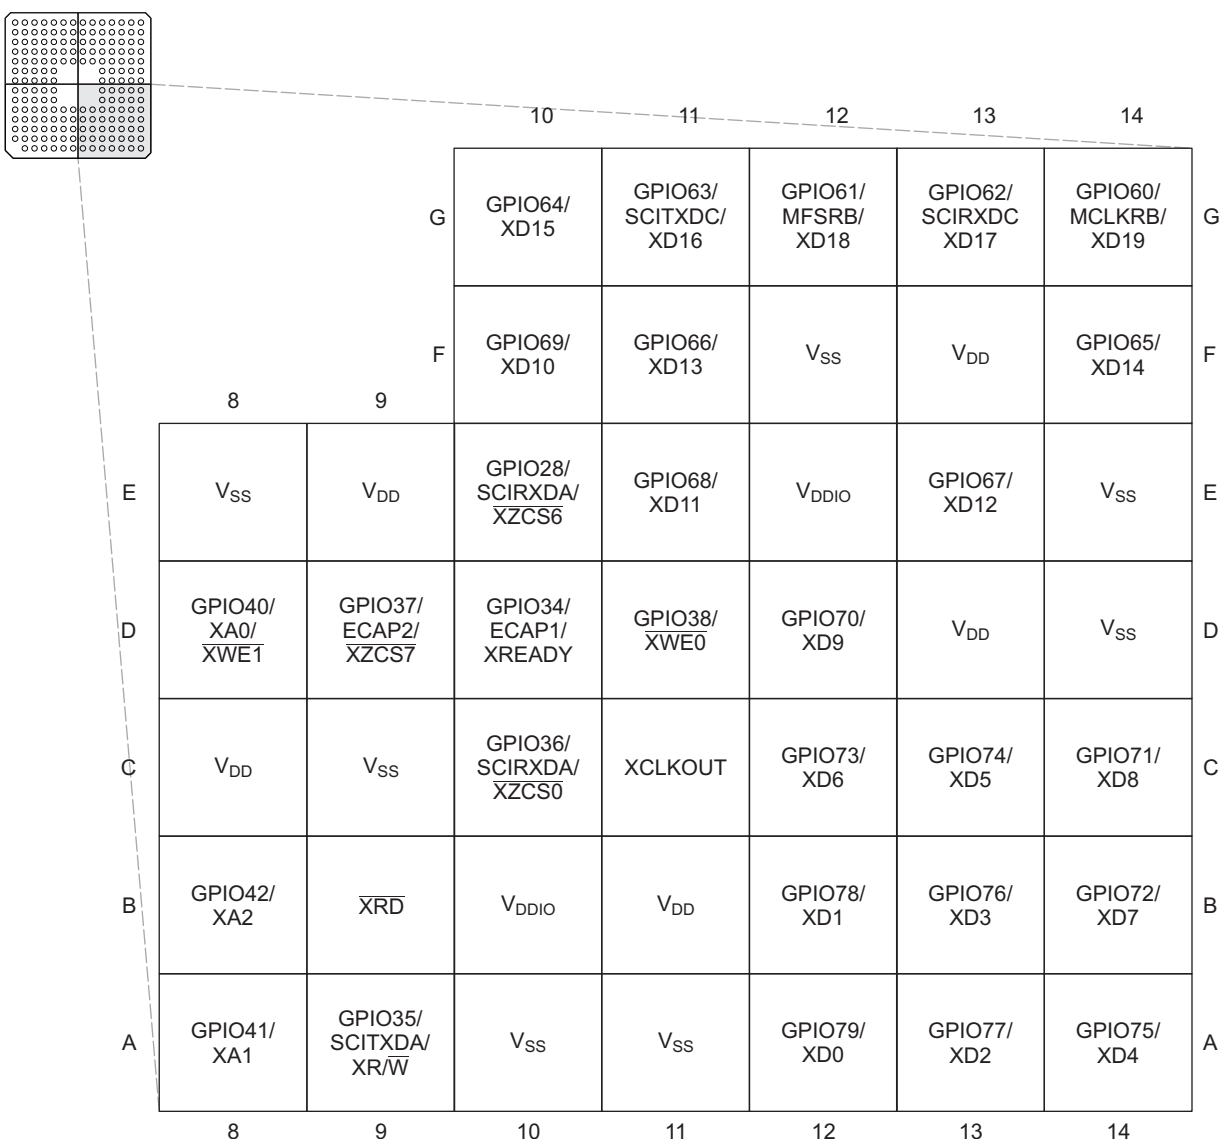 10 11 12 13 14
G GPIO64/ GPIO63/ GPIO61/ GPIO62/ GPIO60/ G
XD15 SCITXDC/ MFSRB/ SCIRXDC MCLKRB/
XD16 XD18 XD17 XD19
F GPIO69/ GPIO66/ VSS VDD GPIO65/ F
XD10 XD13 XD14
8 9
E VSS VDD GPIO28/ GPIO68/ VDDIO GPIO67/ VSS E
SCIRXDA/ XD11 XD12
XZCS6
D GPIO40/ GPIO37/ GPIO34/ GPIO38/ GPIO70/ VDD VSS D
XA0/ ECAP2/ ECAP1/ XWE0 XD9
XWE1 XZCS7 XREADY
C VDD VSS GPIO36/ XCLKOUT GPIO73/ GPIO74/ GPIO71/ C
SCIRXDA/ XD6 XD5 XD8
XZCS0
B GPIO42/ XRD VDDIO VDD GPIO78/ GPIO76/ GPIO72/ B
XA2 XD1 XD3 XD7
A GPIO41/ GPIO35/ VSS VSS GPIO79/ GPIO77/ GPIO75/ A
XA1 SCITXDA/ XD0 XD2 XD4
XR/W
8 9 10 11 12 13 14